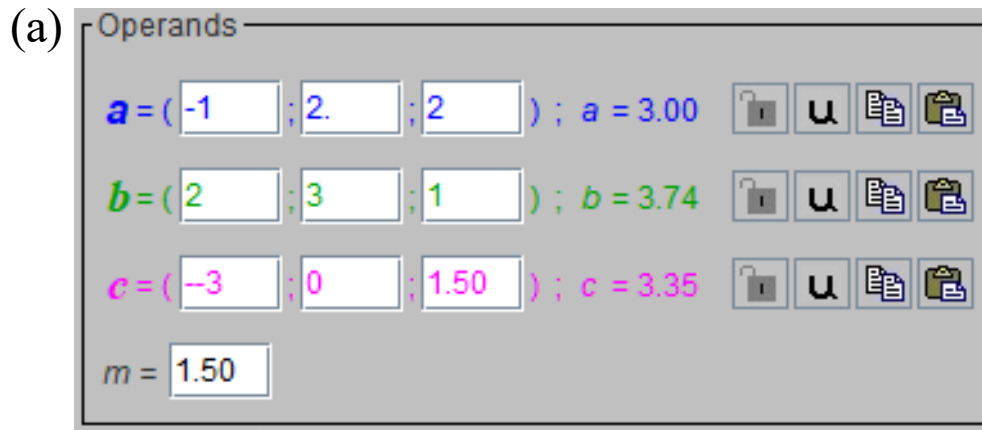 (a) Operands
a = ( -1 ; 2. ; 2 ) ; a = 3.00 u
b = ( 2 ; 3 ; 1 ) ; b = 3.74 u
c = ( --3 ; 0 ; 1.50 ) ; c = 3.35 u
m = 1.50